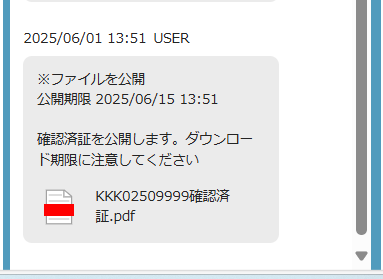 2025/06/01 13:51 USER
※ファイルを公開
公開期限 2025/06/15 13:51
確認済証を公開します。ダウンロー
ド期限に注意してください
KKK02509999確認済
証.pdf